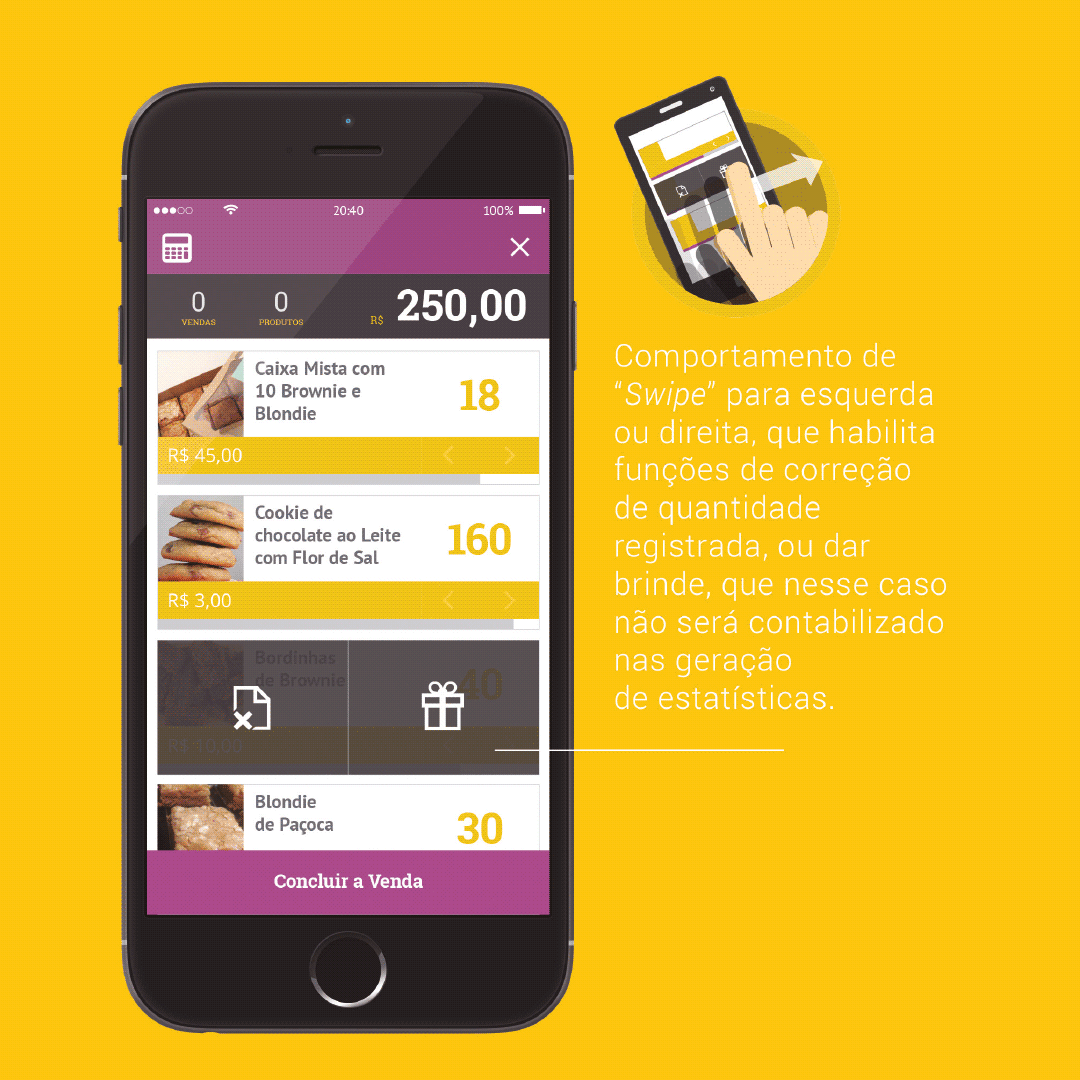 20:40
100%
0
VENDAS
0
PRODUTOS
R$ 250,00
Caixa Mista com
10 Brownie e
Blondie
18
R$ 45,00
Cookie de
chocolate ao Leite
com Flor de Sal
160
R$ 3,00
Bordinhas
de Brownie
40
R$ 10,00
Blondie
de Paçoca
30
Concluir a Venda
Comportamento de
“Swipe” para esquerda
ou direita, que habilita
funções de correção
de quantidade
registrada, ou dar
brinde, que nesse caso
não será contabilizado
nas geração
de estatísticas.